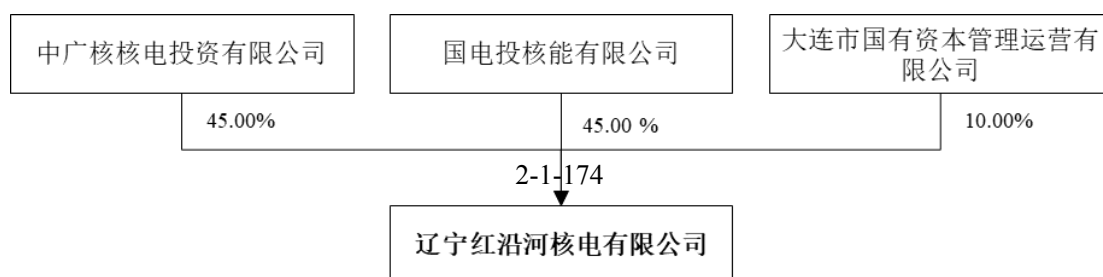 中广核核电投资有限公司
国电投核能有限公司
大连市国有资本管理运营有
限公司
45.00%
45.00 %
10.00%
2-1-174
辽宁红沿河核电有限公司